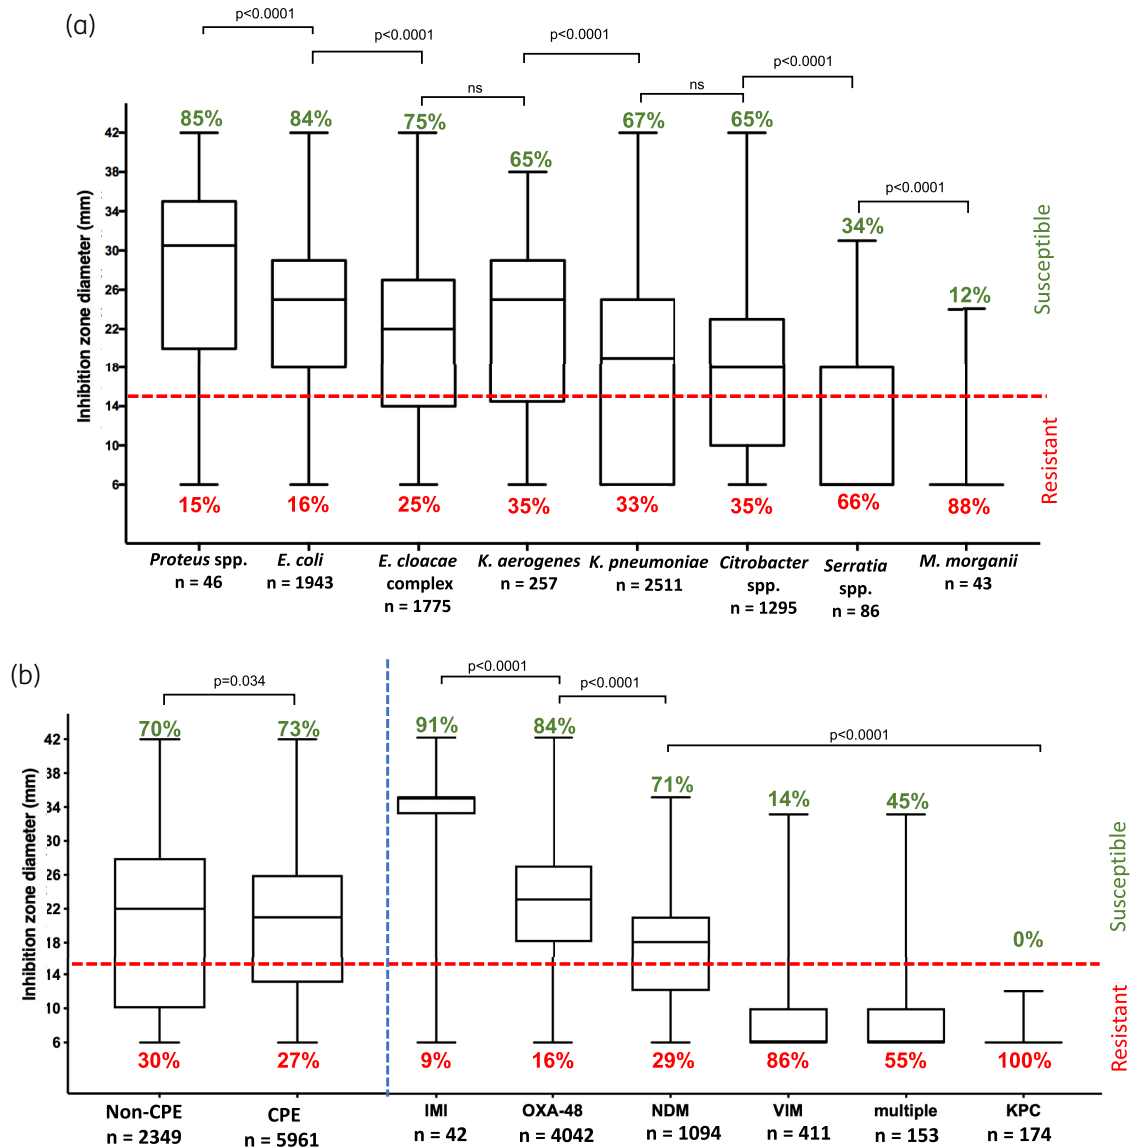 (a)
p<0.0001
p<0.0001
p<0.0001
p<0.0001
ns
ns
p<0.0001
85%
84%
75%
65%
67%
65%
34%
12%
Inhibition zone diameter (mm)
42
38
34
30
26
22
18
14
10
6
Susceptible
Resistant
15%
16%
25%
35%
33%
35%
66%
88%
Proteus spp.
n = 46
E. coli
n = 1943
E. cloacae
complex
n = 1775
K. aerogenes
n = 257
K. pneumoniae
n = 2511
Citrobacter
spp.
n = 1295
Serratia
spp.
n = 86
M. morganii
n = 43
(b)
p=0.034
p<0.0001
p<0.0001
p<0.0001
70%
73%
91%
84%
71%
14%
45%
0%
Inhibition zone diameter (mm)
42
38
34
30
26
22
18
14
10
6
Susceptible
Resistant
30%
27%
9%
16%
29%
86%
55%
100%
Non-CPE
n = 2349
CPE
n = 5961
IMI
n = 42
OXA-48
n = 4042
NDM
n = 1094
VIM
n = 411
multiple
n = 153
KPC
n = 174